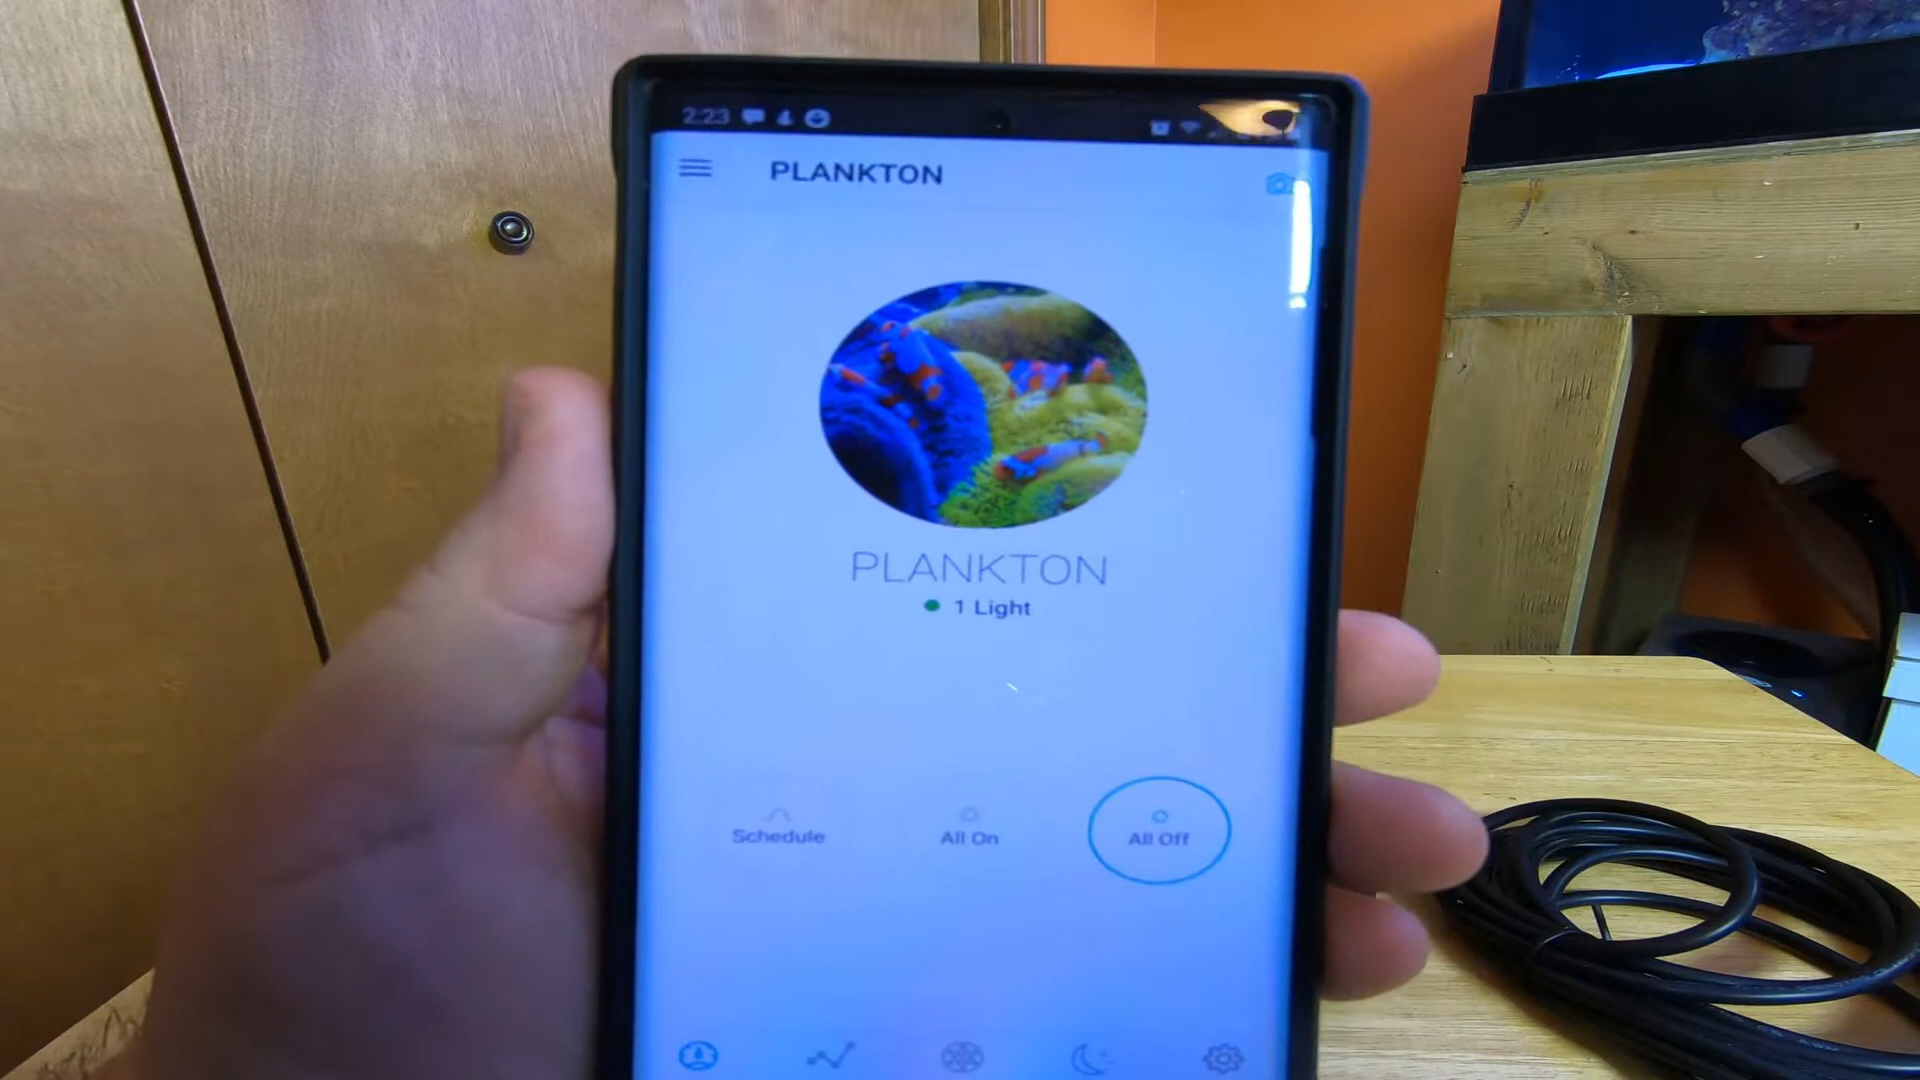 2:23
PLANKTON
PLANKTON
1 Light
Schedule
All On
All Off